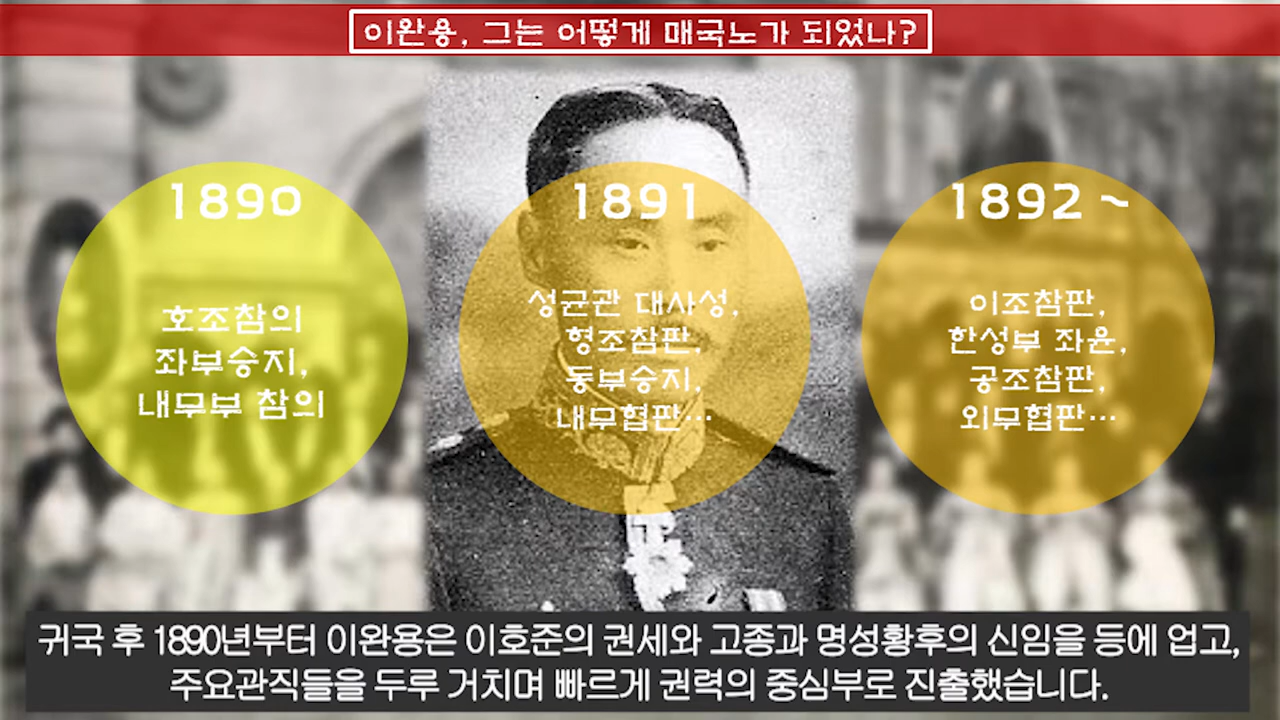 이완용, 그는 어떻게 매국노가 되었나?
1890
호조참의
좌부승지,
내무부 참의
1891
성균관 대사성,
형조참판,
동부승지,
내무협판…
1892 ~
이조참판,
한성부 좌윤,
공조참판,
외무협판…
귀국 후 1890년부터 이완용은 이호준의 권세와 고종과 명성황후의 신임을 등에 업고,
주요관직들을 두루 거치며 빠르게 권력의 중심부로 진출했습니다.